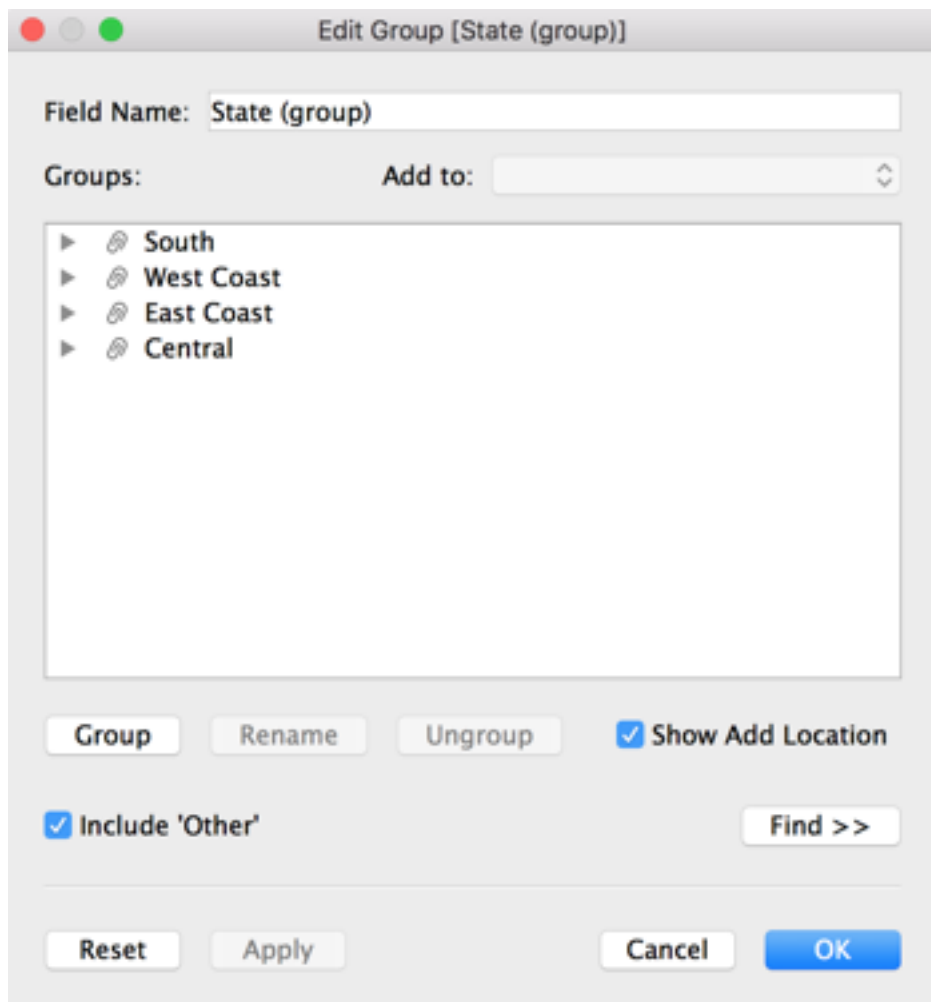 Edit Group [State (group)]
Field Name: State (group)
Groups: Add to:
South
West Coast
East Coast
Central
Group Rename Ungroup Show Add Location
Include 'Other' Find >>
Reset Apply Cancel OK